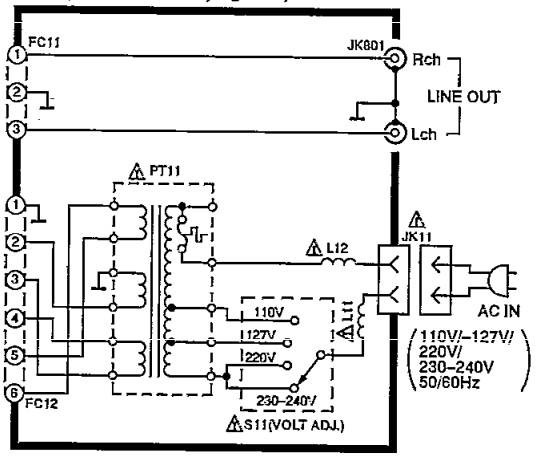 FC11
JK801
1
Rch
2
LINE OUT
3
Lch
PT11
1
JK11
L12
2
3
L11
AC IN
110V
4
127V
110V/–127V/
220V/
230–240V
50/60Hz
220V
5
230–240V
6
FC12
S11(VOLT ADJ.)